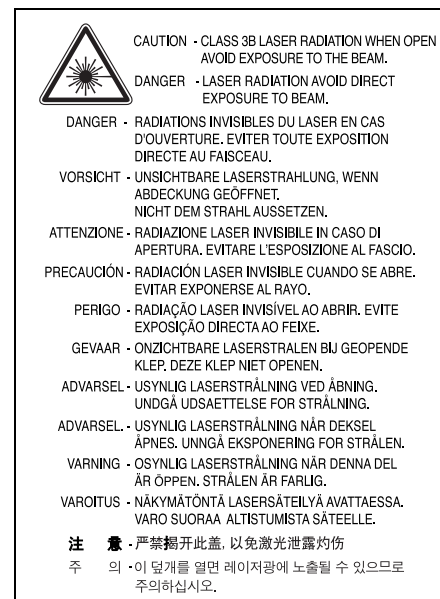 CAUTION - CLASS 3B LASER RADIATION WHEN OPEN
AVOID EXPOSURE TO THE BEAM.
DANGER - LASER RADIATION AVOID DIRECT
EXPOSURE TO BEAM.
DANGER - RADIATIONS INVISIBLES DU LASER EN CAS
D'OUVERTURE. EVITER TOUTE EXPOSITION
DIRECTE AU FAISCEAU.
VORSICHT - UNSICHTBARE LASERSTRAHLUNG, WENN
ABDECKUNG GEÖFFNET.
NICHT DEM STRAHL AUSSETZEN.
ATTENZIONE - RADIAZIONE LASER INVISIBILE IN CASO DI
APERTURA. EVITARE L'ESPOSIZIONE AL FASCIO.
PRECAUCIÓN - RADIACIÓN LASER INVISIBLE CUANDO SE ABRE.
EVITAR EXPONERSE AL RAYO.
PERIGO - RADIAÇÃO LASER INVISÍVEL AO ABRIR. EVITE
EXPOSIÇÃO DIRECTA AO FEIXE.
GEVAAR - ONZICHTBARE LASERSTRALEN BIJ GEOPENDE
KLEP. DEZE KLEP NIET OPENEN.
ADVARSEL - USYNLIG LASERSTRÅLNING VED ÅBNING.
UNDGÅ UDSAETTELSE FOR STRÅLNING.
ADVARSEL. - USYNLIG LASERSTRÅLNING NÅR DEKSEL
ÅPNES. UNNGÅ EKSPONERING FOR STRÅLEN.
VARNING - OSYNLIG LASERSTRÅLNING NÄR DENNA DEL
ÄR ÖPPEN. STRÅLEN ÄR FARLIG.
VAROITUS - NÄKYMÄTÖNTÄ LASERSÄTEILYÄ AVATTAESSA.
VARO SUORAA ALTISTUMISTA SÄTEELLE.
注 意 - 严禁揭开此盖, 以免激光泄露灼伤
주 의 - 이 덮개를 열면 레이저광에 노출될 수 있으므로
주의하십시오.